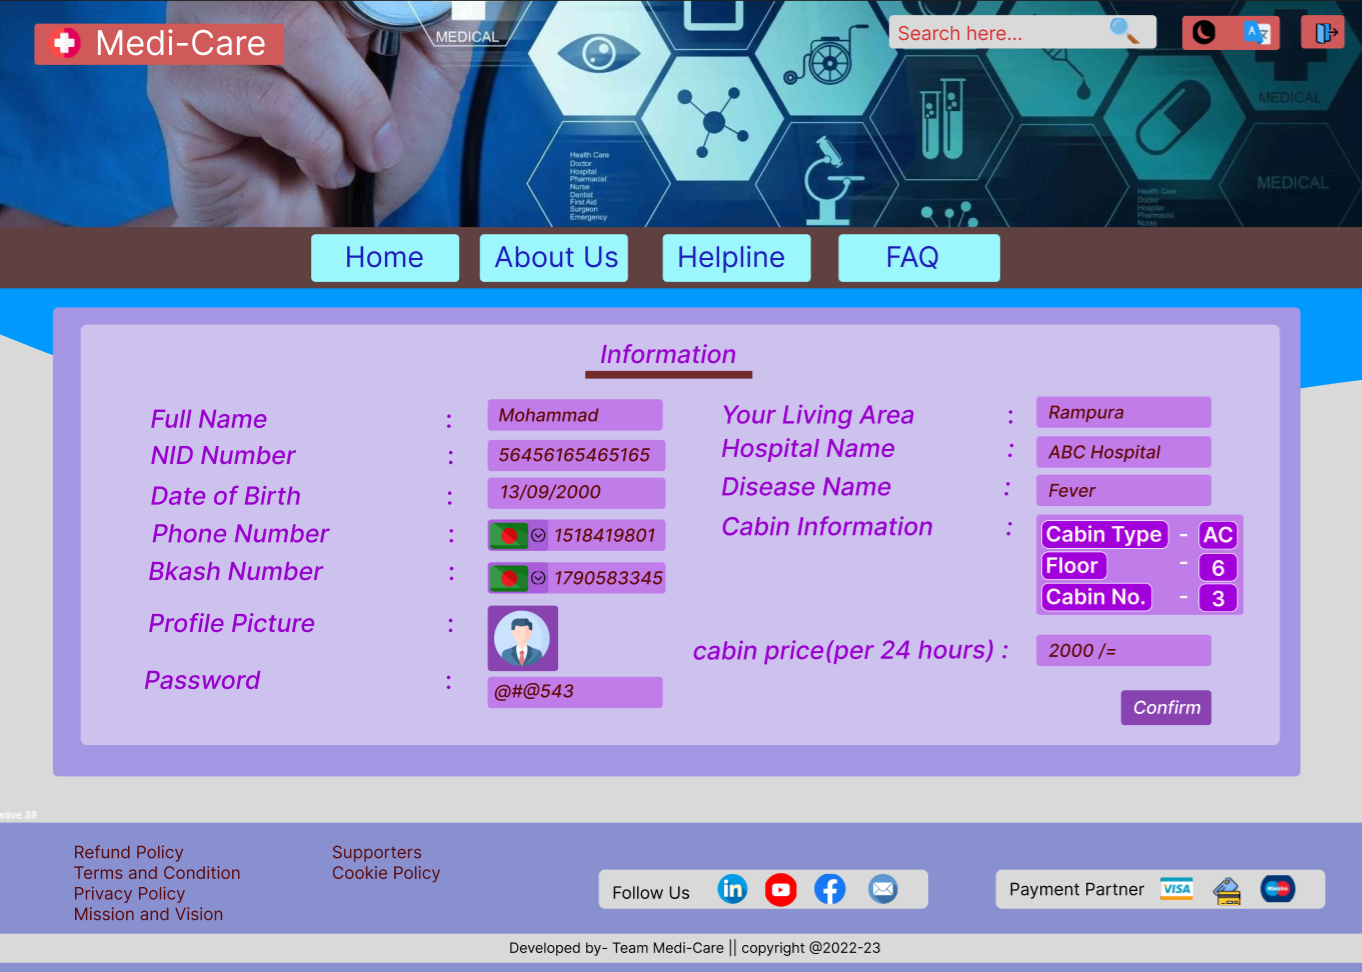 MEDICAL
Medi-Care
Search here...
MEDICAL
MEDICAL
Health Care
Doctor
Hospital
Pharmacist
Nurse
Dentist
First Aid
Surgeon
Emergency
Health Care
Doctor
Hospital
Pharmacist
Nurse
Home About Us Helpline FAQ
Information
Full Name : Mohammad
NID Number : 56456165465165
Date of Birth : 13/09/2000
Phone Number : 1518419801
Bkash Number : 1790583345
Profile Picture :
Password : @#@543
Your Living Area : Rampura
Hospital Name : ABC Hospital
Disease Name : Fever
Cabin Information :
Cabin Type - AC
Floor - 6
Cabin No. - 3
cabin price(per 24 hours) : 2000 /=
Confirm
wave 38
Refund Policy
Terms and Condition
Privacy Policy
Mission and Vision
Supporters
Cookie Policy
Follow Us in
Payment Partner VISA Maestro
Developed by- Team Medi-Care || copyright @2022-23